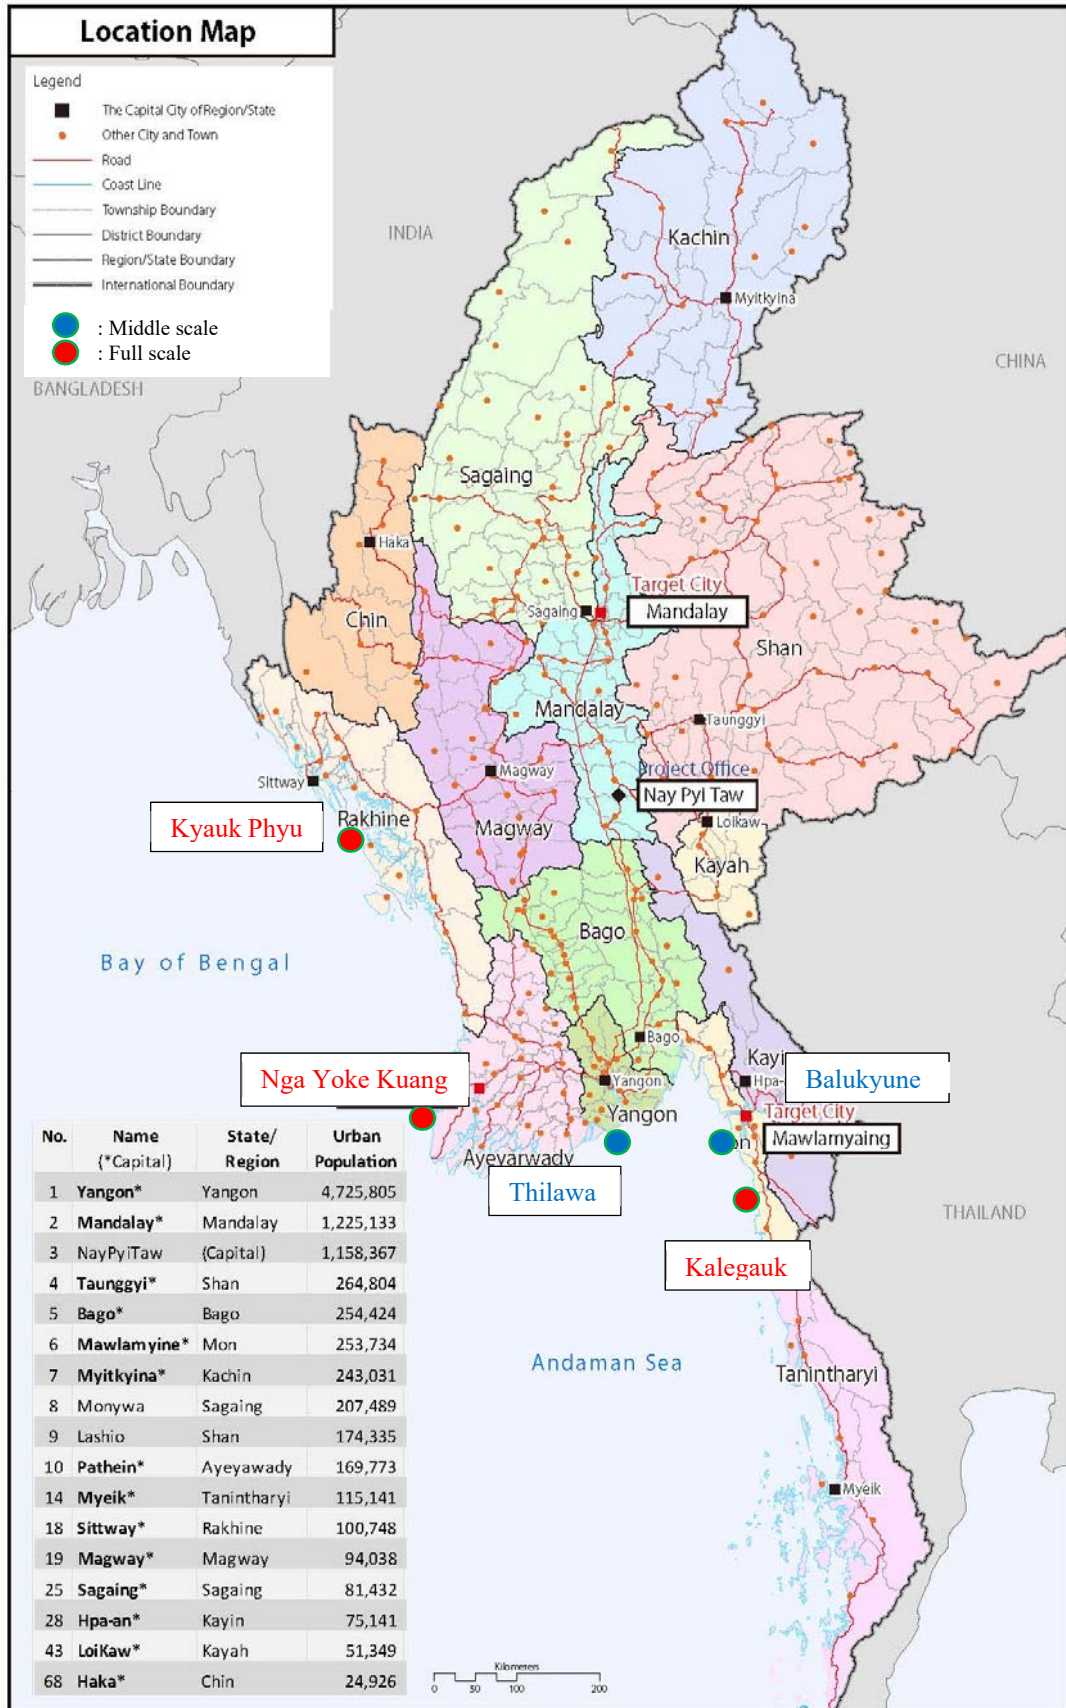 Location Map
Legend
The Capital City of Region/State
Other City and Town
Road
Coast Line
Township Boundary
District Boundary
Region/State Boundary
International Boundary
: Middle scale
: Full scale
INDIA
CHINA
BANGLADESH
THAILAND
Kachin
Myitkyina
Sagaing
Haka
Chin
Target City
Sagaing
Mandalay
Shan
Mandalay
Taunggyi
Project Office
Nay Pyi Taw
Magway
Sittway
Rakhine
Kyauk Phyu
Magway
Loikaw
Kayah
Bago
Bay of Bengal
Bago
Kayi
Nga Yoke Kuang
Yangon
Hpa-
Balukyune
Yangon
Target City
Mawlamyaing
on
Ayeyarwady
Thilawa
Kalegauk
Andaman Sea
Tanintharyi
Myeik
No. Name (*Capital) State/ Region Urban Population
1 Yangon* Yangon 4,725,805
2 Mandalay* Mandalay 1,225,133
3 NayPyiTaw (Capital) 1,158,367
4 Taunggyi* Shan 264,804
5 Bago* Bago 254,424
6 Mawlamyine* Mon 253,734
7 Myitkyina* Kachin 243,031
8 Monywa Sagaing 207,489
9 Lashio Shan 174,335
10 Pathein* Ayeyawady 169,773
14 Myeik* Tanintharyi 115,141
18 Sittway* Rakhine 100,748
19 Magway* Magway 94,038
25 Sagaing* Sagaing 81,432
28 Hpa-an* Kayin 75,141
43 LoiKaw* Kayah 51,349
68 Haka* Chin 24,926
Kilometers
0 50 100 200